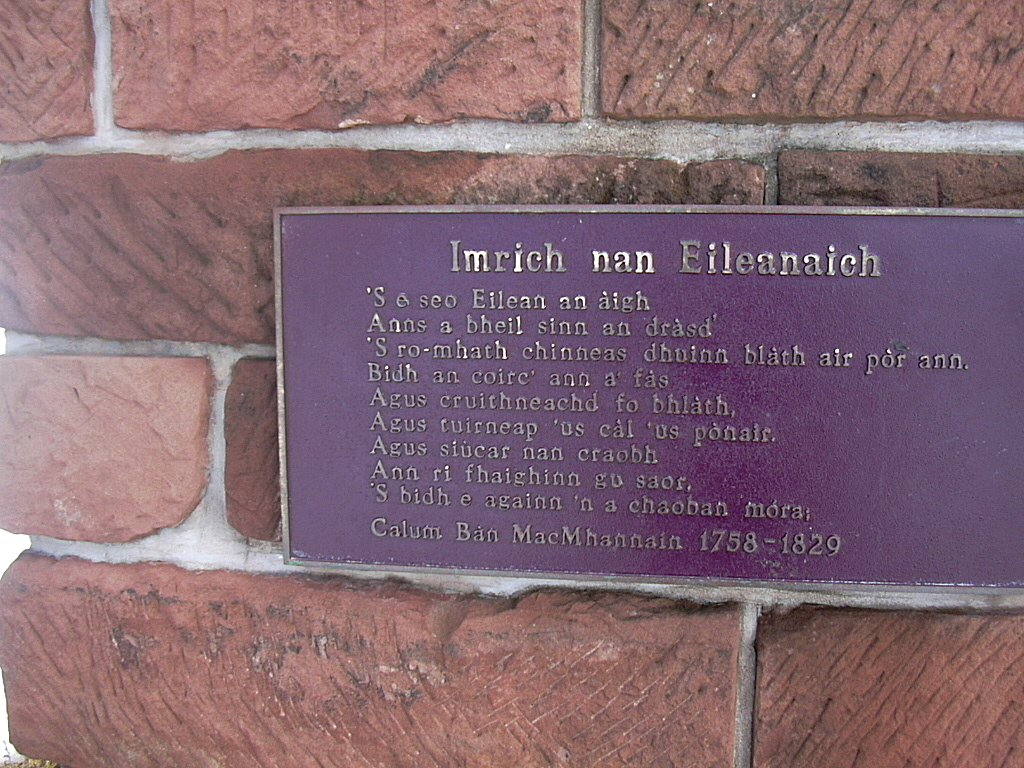 Imrich nan Eileanaich
'S e seo Eilean an àigh
Anns a bheil sinn an dràsd'
'S ro-mhath chinneas dhuinn blàth air pòr ann.
Bidh an coirc' ann a' fàs
Agus cruithneachd fo bhlàth,
Agus tuirneap 'us càl 'us pònair.
Agus siùcar nan craobh
Ann ri fhaighinn gu saor,
'S bidh e againn 'n a chaoban móra;
Calum Bàn MacMhannain 1758-1829